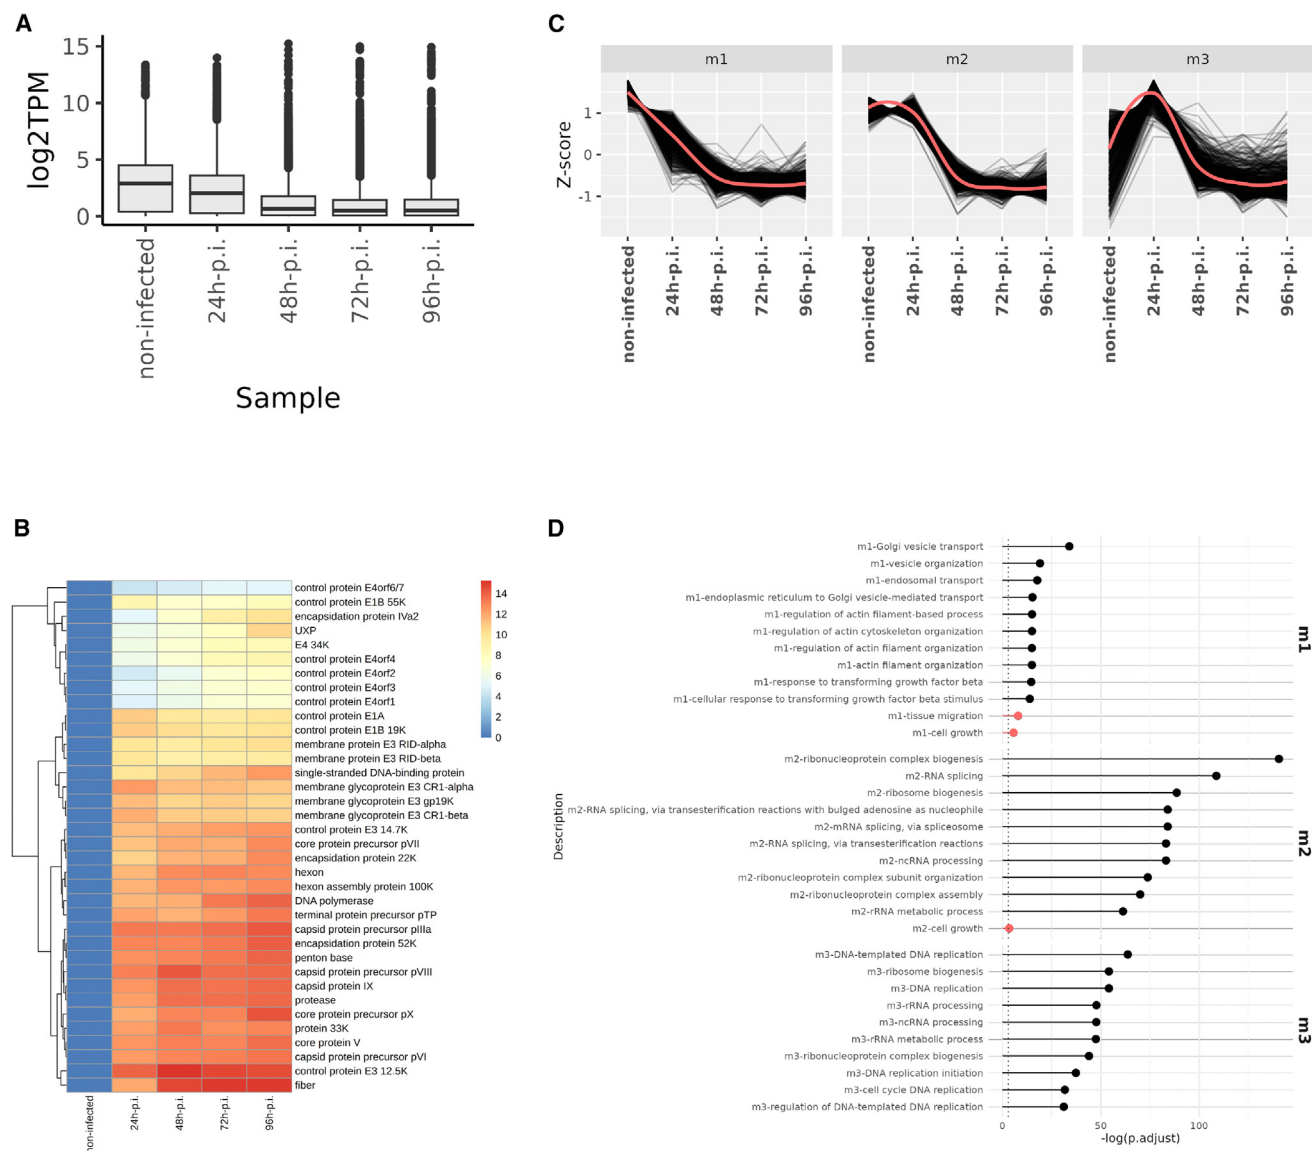 A
log2TPM
15
10
5
0
non-infected
24h-p.i.
48h-p.i.
72h-p.i.
96h-p.i.
Sample
C
m1
m2
m3
Z-score
1
0
-1
non-infected
24h-p.i.
48h-p.i.
72h-p.i.
96h-p.i.
non-infected
24h-p.i.
48h-p.i.
72h-p.i.
96h-p.i.
non-infected
24h-p.i.
48h-p.i.
72h-p.i.
96h-p.i.
B
control protein E4orf6/7
control protein E1B 55K
encapsidation protein IVa2
UXP
E4 34K
control protein E4orf4
control protein E4orf2
control protein E4orf3
control protein E4orf1
control protein E1A
control protein E1B 19K
membrane protein E3 RID-alpha
membrane protein E3 RID-beta
single-stranded DNA-binding protein
membrane glycoprotein E3 CR1-alpha
membrane glycoprotein E3 gp19K
membrane glycoprotein E3 CR1-beta
control protein E3 14.7K
core protein precursor pVII
encapsidation protein 22K
hexon
hexon assembly protein 100K
DNA polymerase
terminal protein precursor pTP
capsid protein precursor pIIIa
encapsidation protein 52K
penton base
capsid protein precursor pVIII
capsid protein IX
protease
core protein precursor pX
protein 33K
core protein V
capsid protein precursor pVI
control protein E3 12.5K
fiber
non-infected
24h-p.i.
48h-p.i.
72h-p.i.
96h-p.i.
14
12
10
8
6
4
2
0
D
Description
m1-Golgi vesicle transport
m1-vesicle organization
m1-endosomal transport
m1-endoplasmic reticulum to Golgi vesicle-mediated transport
m1-regulation of actin filament-based process
m1-regulation of actin cytoskeleton organization
m1-regulation of actin filament organization
m1-actin filament organization
m1-response to transforming growth factor beta
m1-cellular response to transforming growth factor beta stimulus
m1-tissue migration
m1-cell growth
m1
m2-ribonucleoprotein complex biogenesis
m2-RNA splicing
m2-ribosome biogenesis
m2-RNA splicing, via transesterification reactions with bulged adenosine as nucleophile
m2-mRNA splicing, via spliceosome
m2-RNA splicing, via transesterification reactions
m2-ncRNA processing
m2-ribonucleoprotein complex subunit organization
m2-ribonucleoprotein complex assembly
m2-rRNA metabolic process
m2-cell growth
m2
m3-DNA-templated DNA replication
m3-ribosome biogenesis
m3-DNA replication
m3-rRNA processing
m3-ncRNA processing
m3-rRNA metabolic process
m3-ribonucleoprotein complex biogenesis
m3-DNA replication initiation
m3-cell cycle DNA replication
m3-regulation of DNA-templated DNA replication
m3
0
50
100
-log(p.adjust)